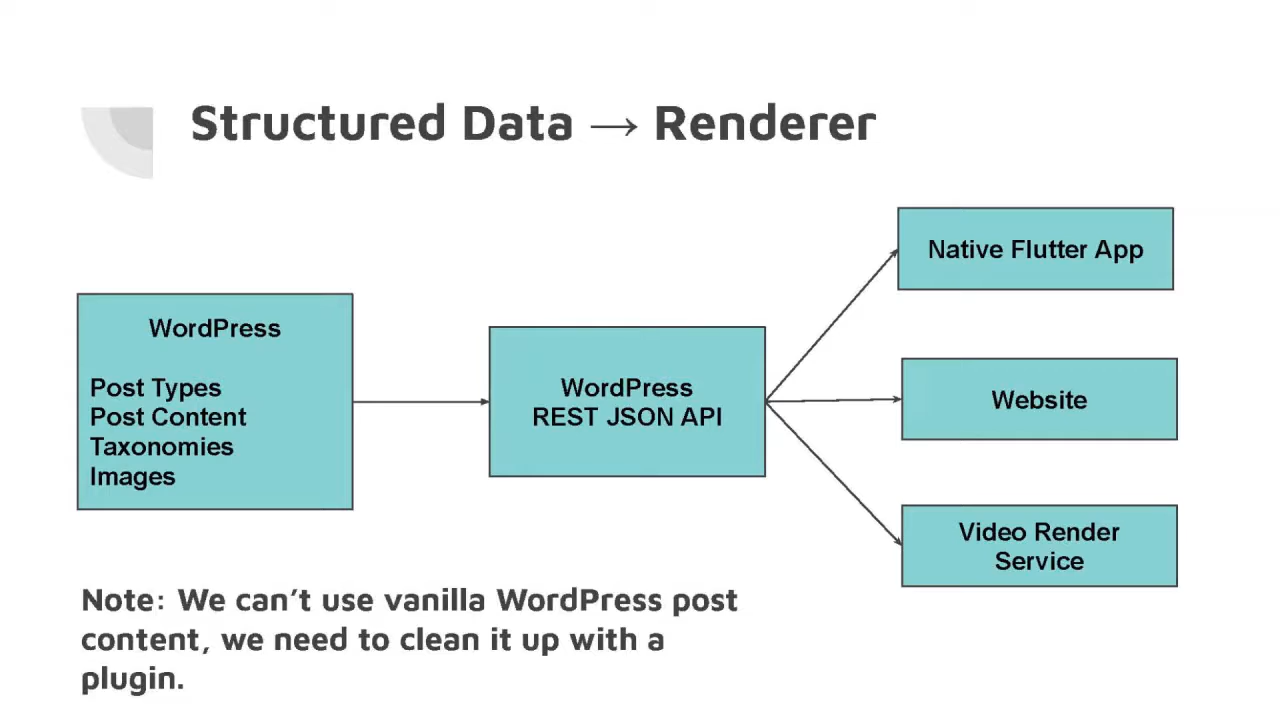 Structured Data → Renderer
WordPress
Post Types
Post Content
Taxonomies
Images
WordPress
REST JSON API
Native Flutter App
Website
Video Render
Service
Note: We can’t use vanilla WordPress post
content, we need to clean it up with a
plugin.